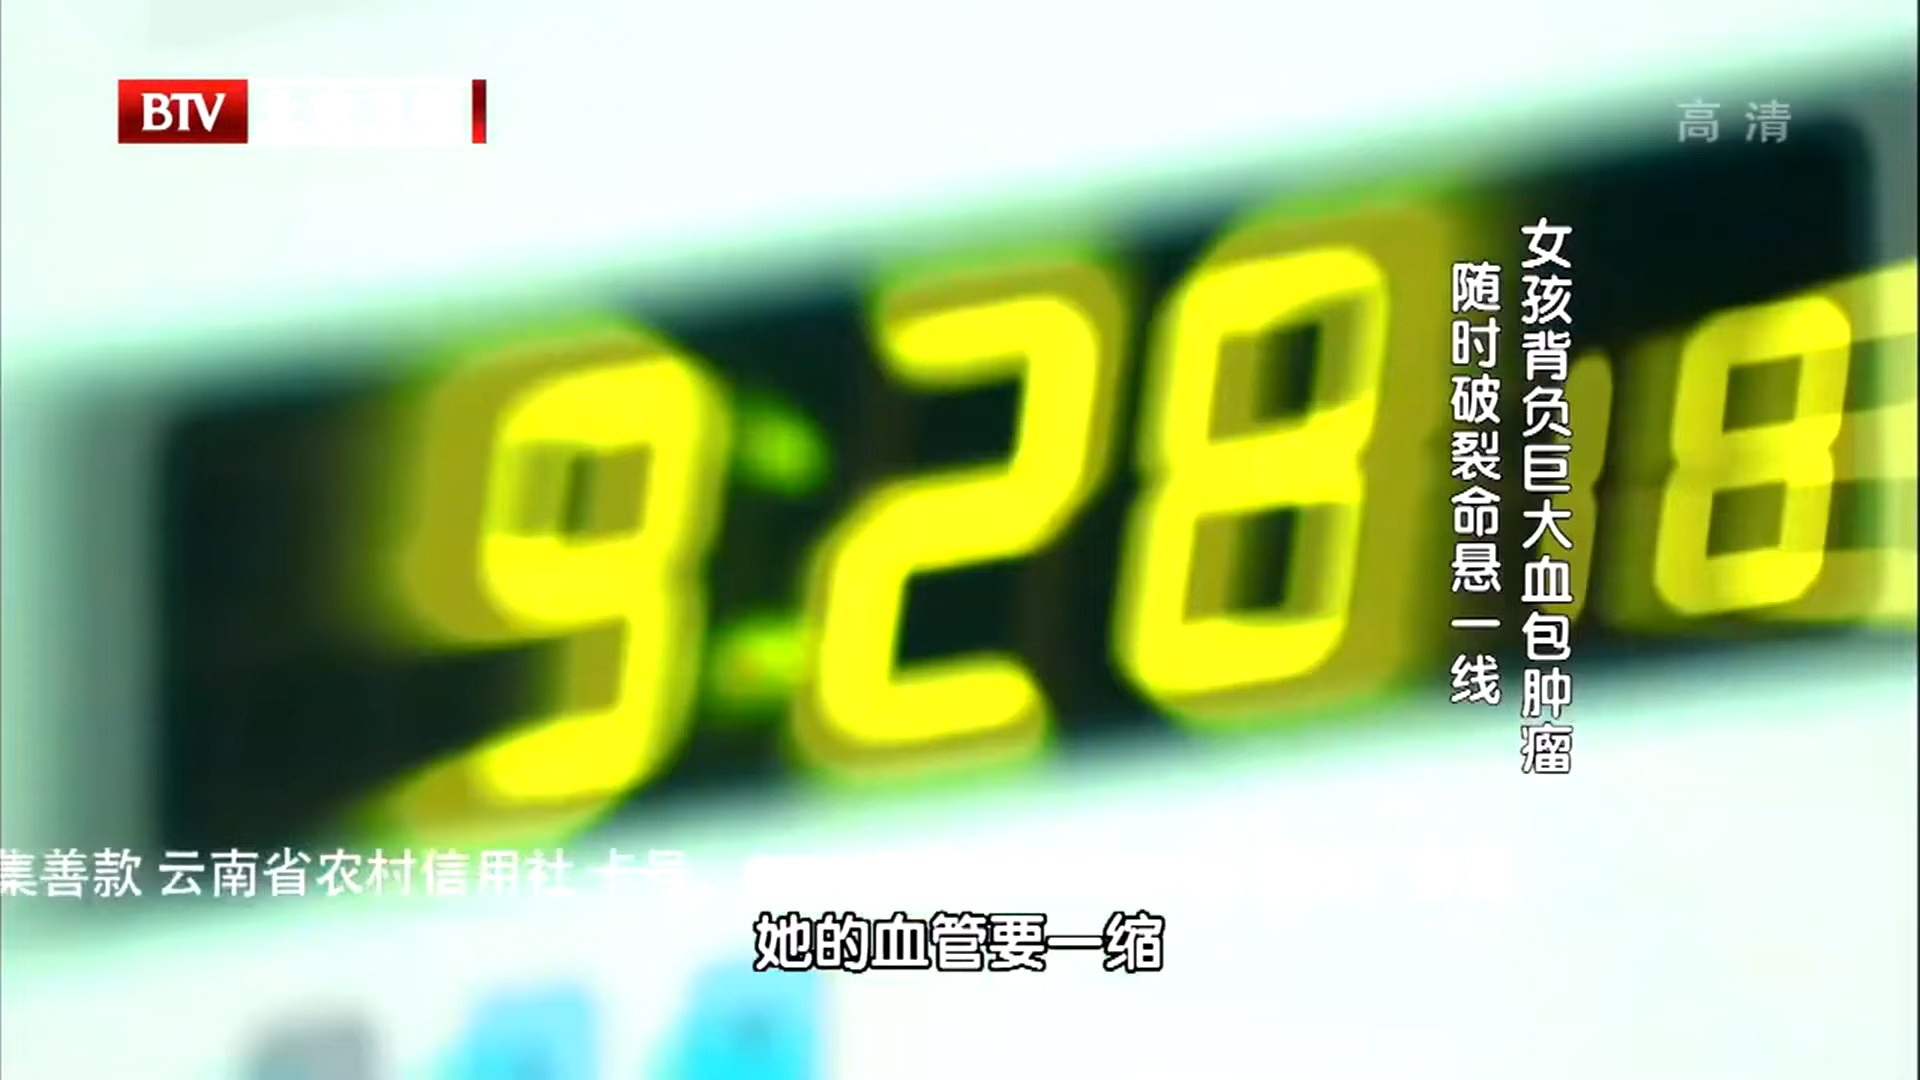 BTV
高清
9:28 18
女孩背负巨大血包肿瘤
随时破裂命悬一线
集善款 云南省农村信用社 卡号
她的血管要一缩